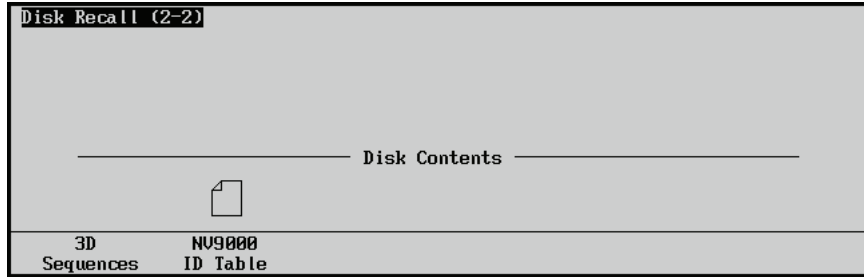 Disk Recall (2-2)
Disk Contents
3D NV9000
Sequences ID Table